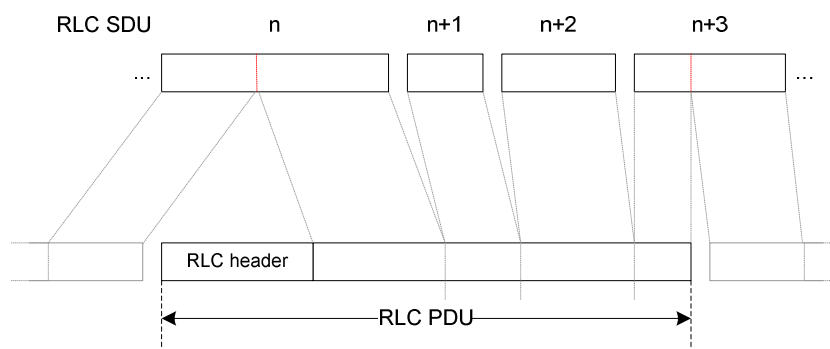 RLC SDU n n+1 n+2 n+3
... ...
RLC header
RLC PDU